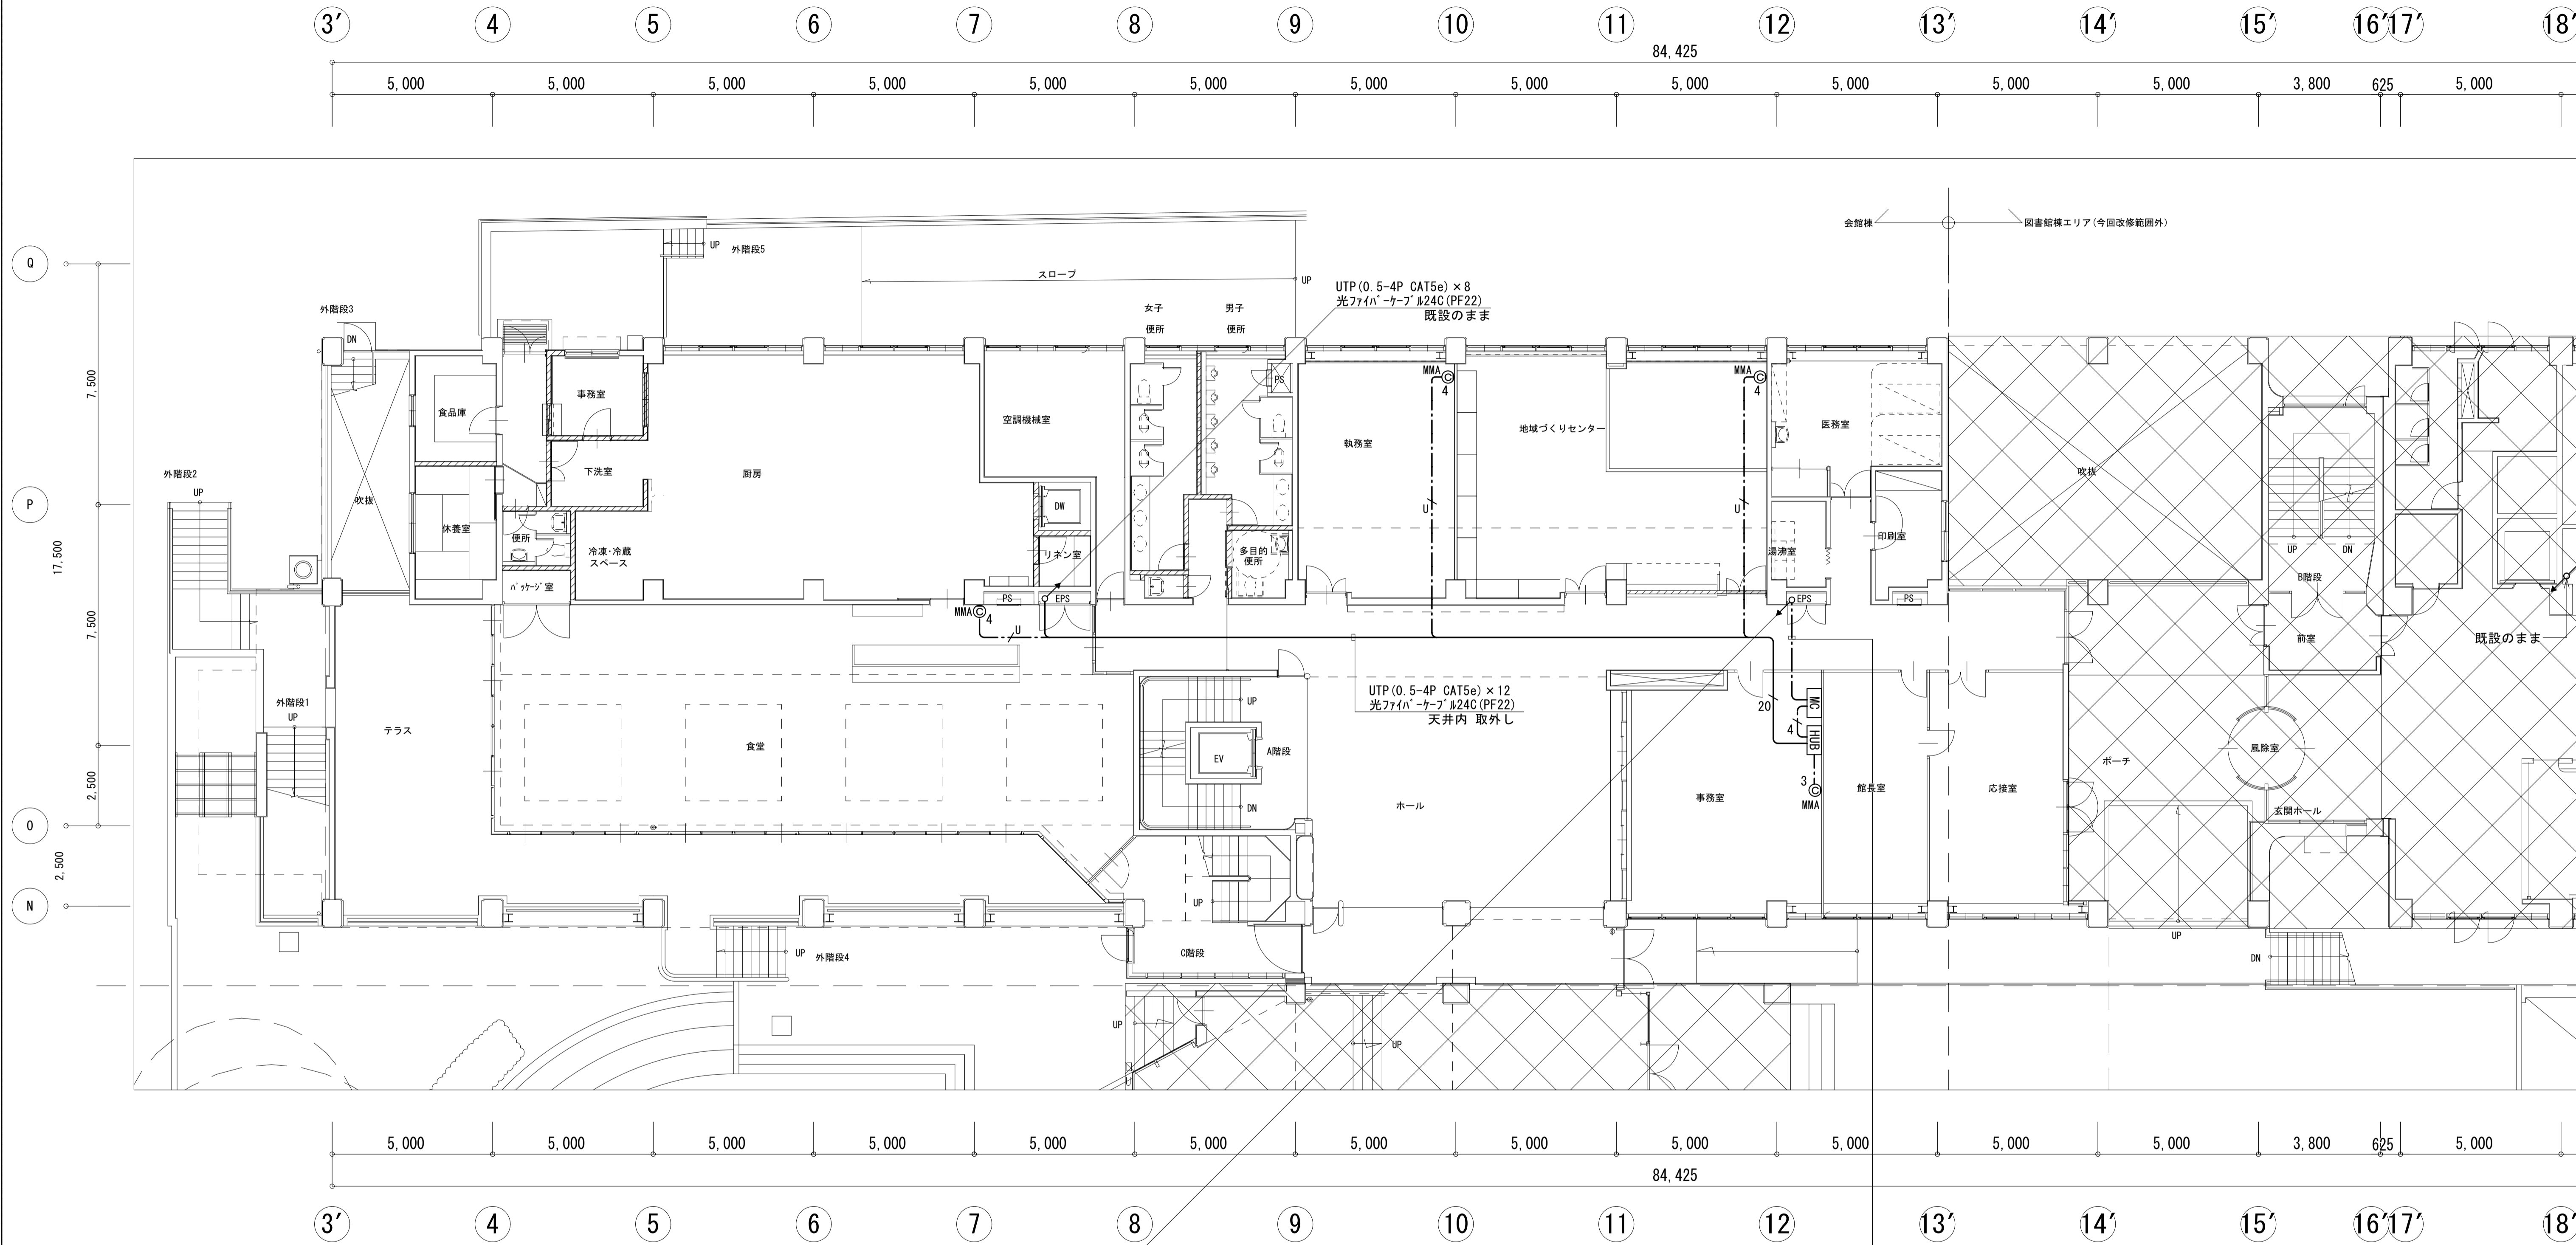 3′ 4 5 6 7 8 9 10 11 12 13′ 14′ 15′ 16′ 17′ 18′
84,425
5,000 5,000 5,000 5,000 5,000 5,000 5,000 5,000 5,000 5,000 5,000 5,000 3,800 625 5,000
会館棟
図書館棟エリア(今回改修範囲外)
外階段5
UP
スロープ
UP
Q
外階段3
DN
女子
便所
男子
便所
UTP(0.5-4P CAT5e)×8
光ファイバーケーブル24C(PF22)
既設のまま
7,500
食品庫
事務室
空調機械室
PS
MMA
4
MMA
4
執務室
地域づくりセンター
医務室
下洗室
厨房
外階段2
UP
吹抜
吹抜
P
DW
U
U
休養室
便所
冷凍・冷蔵
スペース
リネン室
多目的
便所
湯沸室
印刷室
UP
DN
B階段
パッケージ室
17,500
7,500
PS
EPS
EPS
PS
MMA
4
U
前室
既設のまま
UTP(0.5-4P CAT5e)×12
光ファイバーケーブル24C(PF22)
天井内 取外し
外階段1
UP
テラス
食堂
UP
EV
A階段
DN
20
MC
4
HUB
3
MMA
ホール
事務室
館長室
応接室
ポーチ
風除室
玄関ホール
2,500
O
2,500
N
UP
UP
外階段4
C階段
UP
DN
UP
UP
5,000 5,000 5,000 5,000 5,000 5,000 5,000 5,000 5,000 5,000 5,000 5,000 3,800 625 5,000
84,425
3′ 4 5 6 7 8 9 10 11 12 13′ 14′ 15′ 16′ 17′ 18′